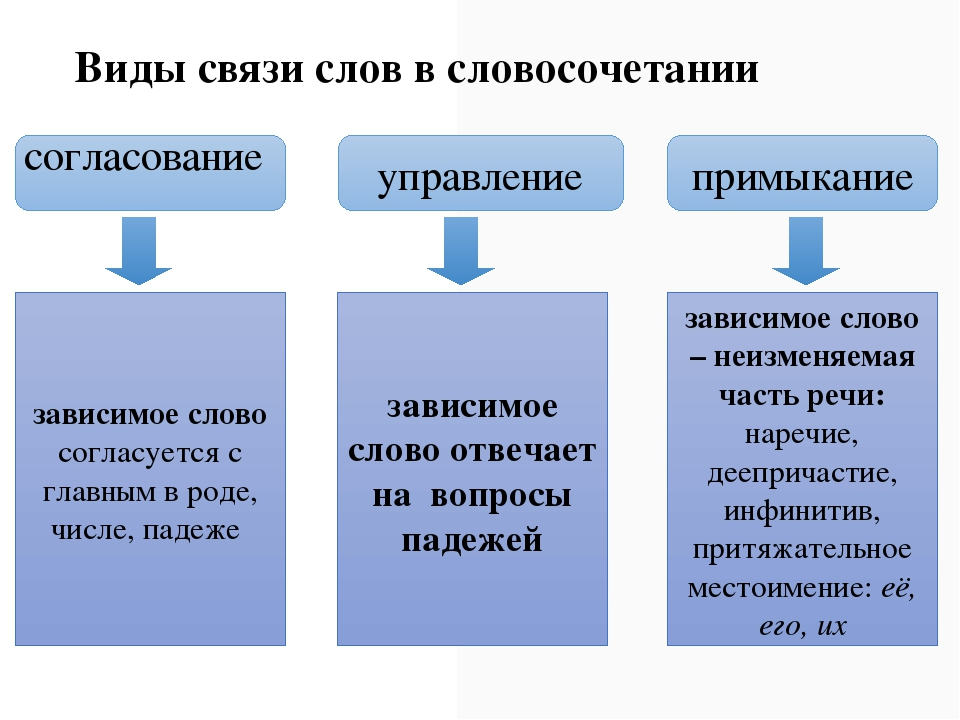 Виды связи слов в словосочетании
согласование
управление
примыкание
зависимое слово
согласуется с
главным в роде,
числе, падеже
зависимое
слово отвечает
на вопросы
падежей
зависимое слово
– неизменяемая
часть речи:
наречие,
деепричастие,
инфинитив,
притяжательное
местоимение: её,
его, их